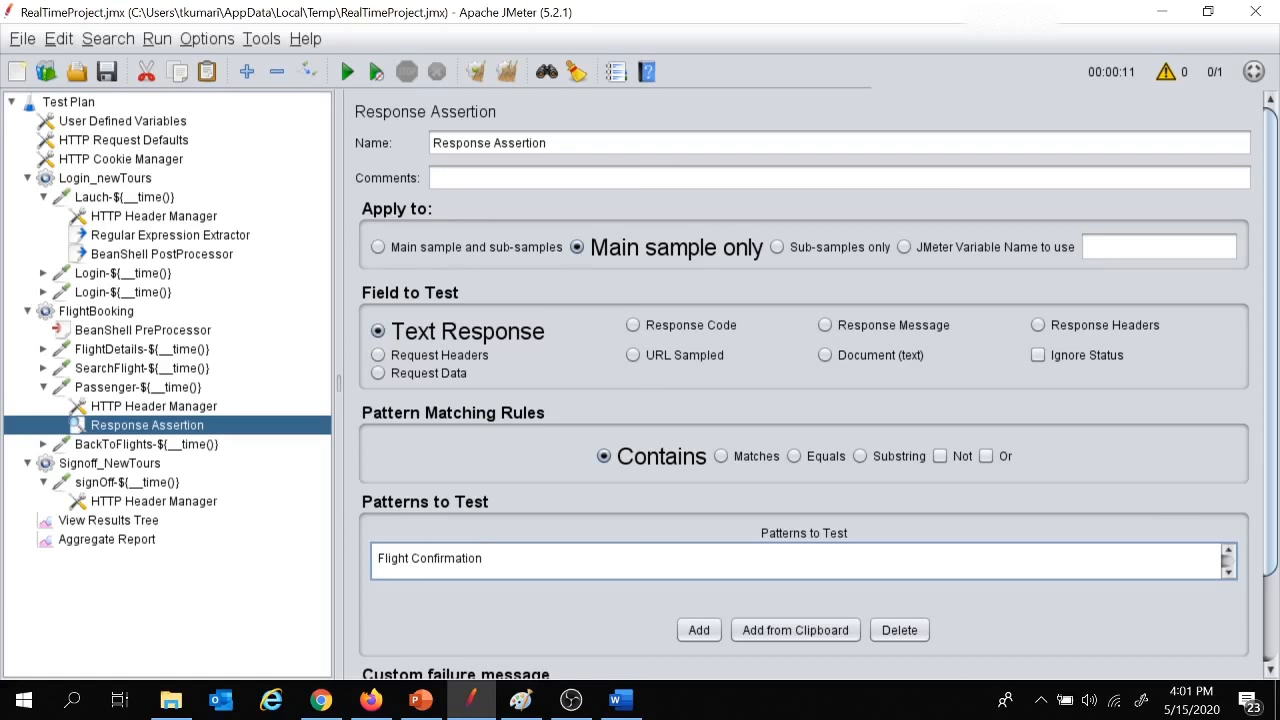 RealTimeProject.jmx (C:\Users\tkumari\AppData\Local\Temp\RealTimeProject.jmx) - Apache JMeter (5.2.1)
File Edit Search Run Options Tools Help
00:00:11 0 0/1
Test Plan
User Defined Variables
HTTP Request Defaults
HTTP Cookie Manager
Login_newTours
Lauch-${__time()}
HTTP Header Manager
Regular Expression Extractor
BeanShell PostProcessor
Login-${__time()}
Login-${__time()}
FlightBooking
BeanShell PreProcessor
FlightDetails-${__time()}
SearchFlight-${__time()}
Passenger-${__time()}
HTTP Header Manager
Response Assertion
BackToFlights-${__time()}
Signoff_NewTours
signOff-${__time()}
HTTP Header Manager
View Results Tree
Aggregate Report
Response Assertion
Name: Response Assertion
Comments:
Apply to:
Main sample and sub-samples Main sample only Sub-samples only JMeter Variable Name to use
Field to Test
Text Response Response Code Response Message Response Headers
Request Headers URL Sampled Document (text) Ignore Status
Request Data
Pattern Matching Rules
Contains Matches Equals Substring Not Or
Patterns to Test
Patterns to Test
Flight Confirmation
Add Add from Clipboard Delete
Custom failure message
4:01 PM
5/15/2020
23